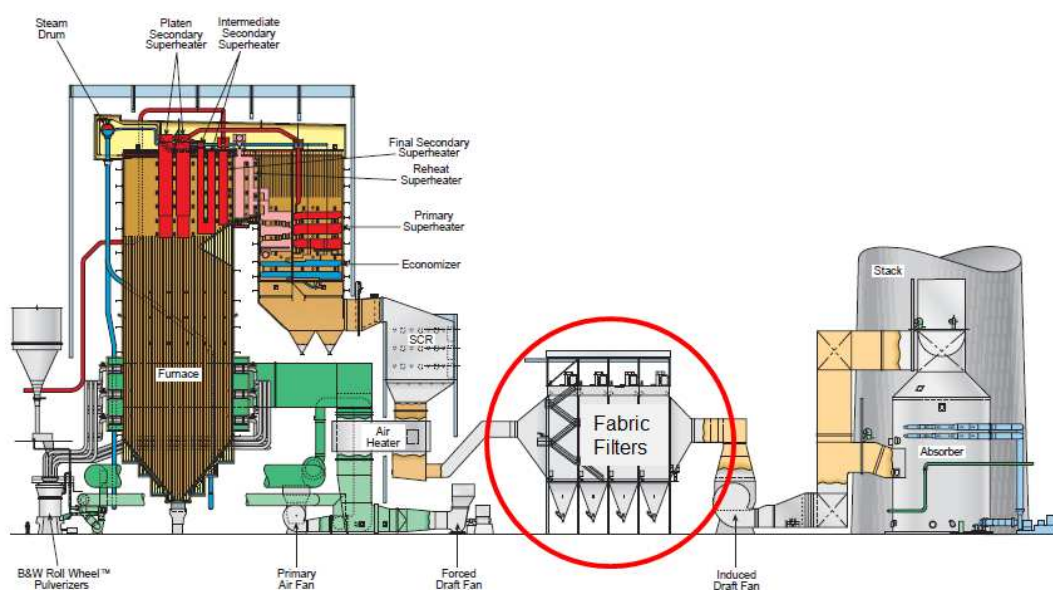 Steam
Drum
Platen
Secondary
Superheater
Intermediate
Secondary
Superheater
Final Secondary
Superheater
Reheat
Superheater
Primary
Superheater
Economizer
Stack
SCR
Furnace
Fabric
Filters
Air
Heater
Absorber
B&W Roll Wheel™
Pulverizers
Primary
Air Fan
Forced
Draft Fan
Induced
Draft Fan